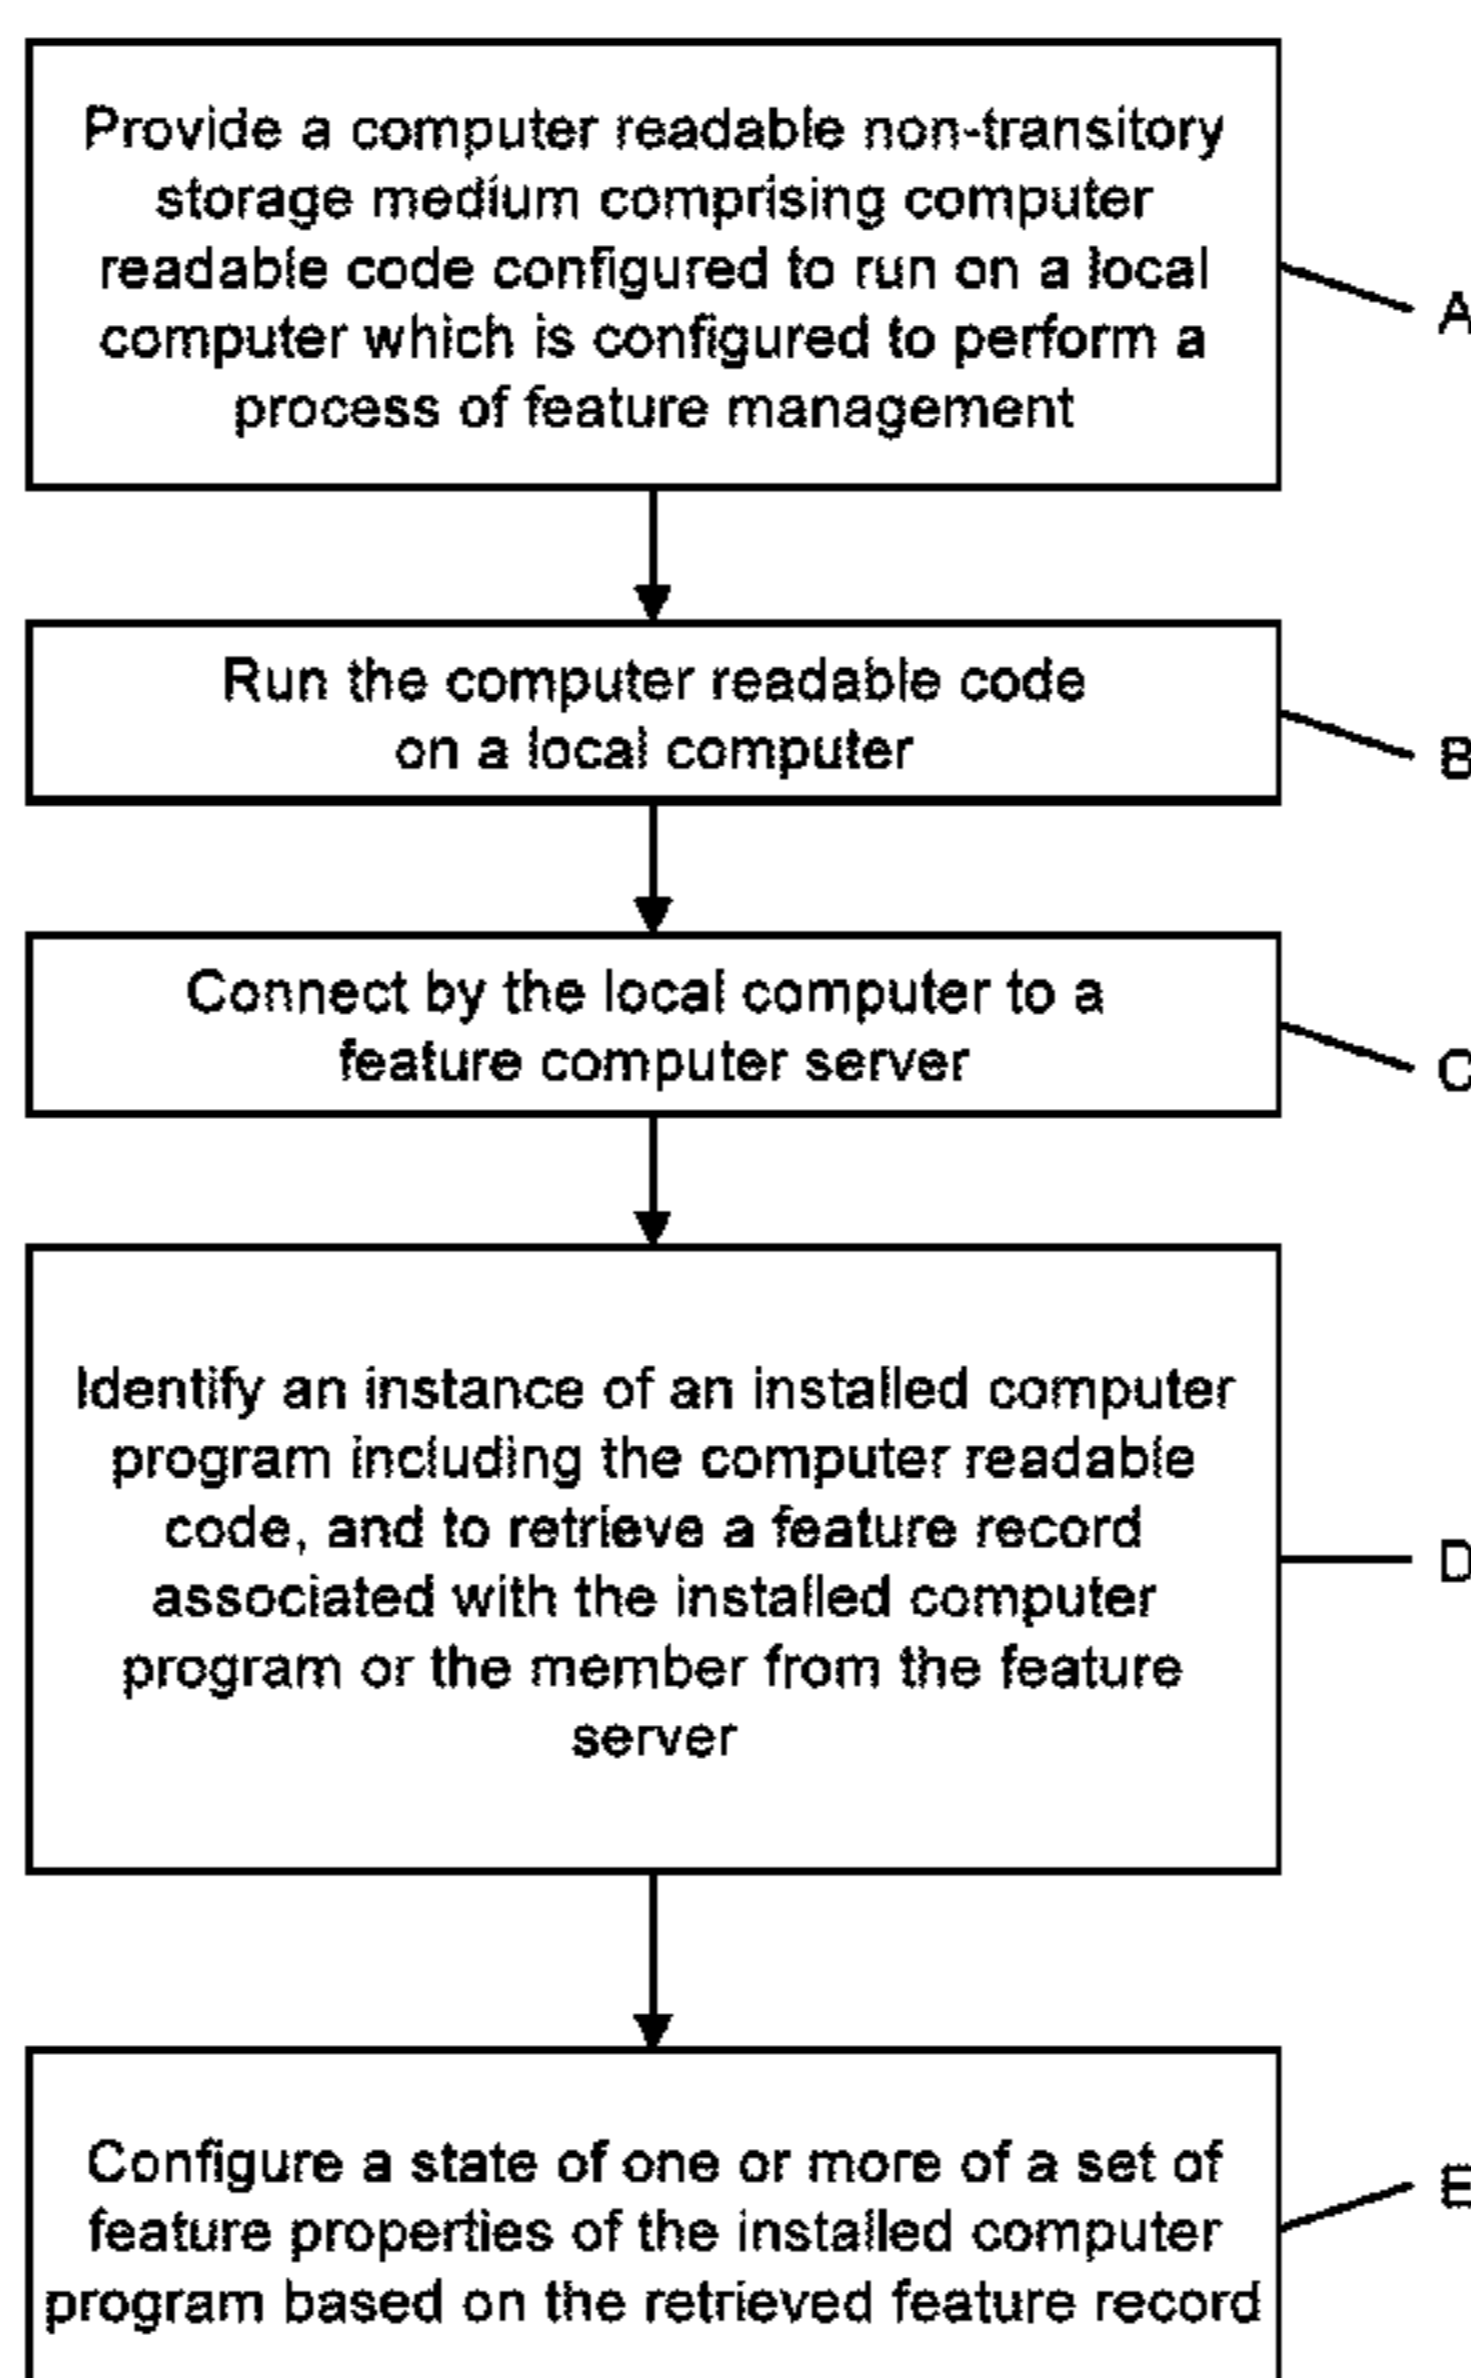 Provide a computer readable non-transitory
storage medium comprising computer
readable code configured to run on a local
computer which is configured to perform a
process of feature management
A
Run the computer readable code
on a local computer
B
Connect by the local computer to a
feature computer server
C
Identify an instance of an installed computer
program including the computer readable
code, and to retrieve a feature record
associated with the installed computer
program or the member from the feature
server
D
Configure a state of one or more of a set of
feature properties of the installed computer
program based on the retrieved feature record
E